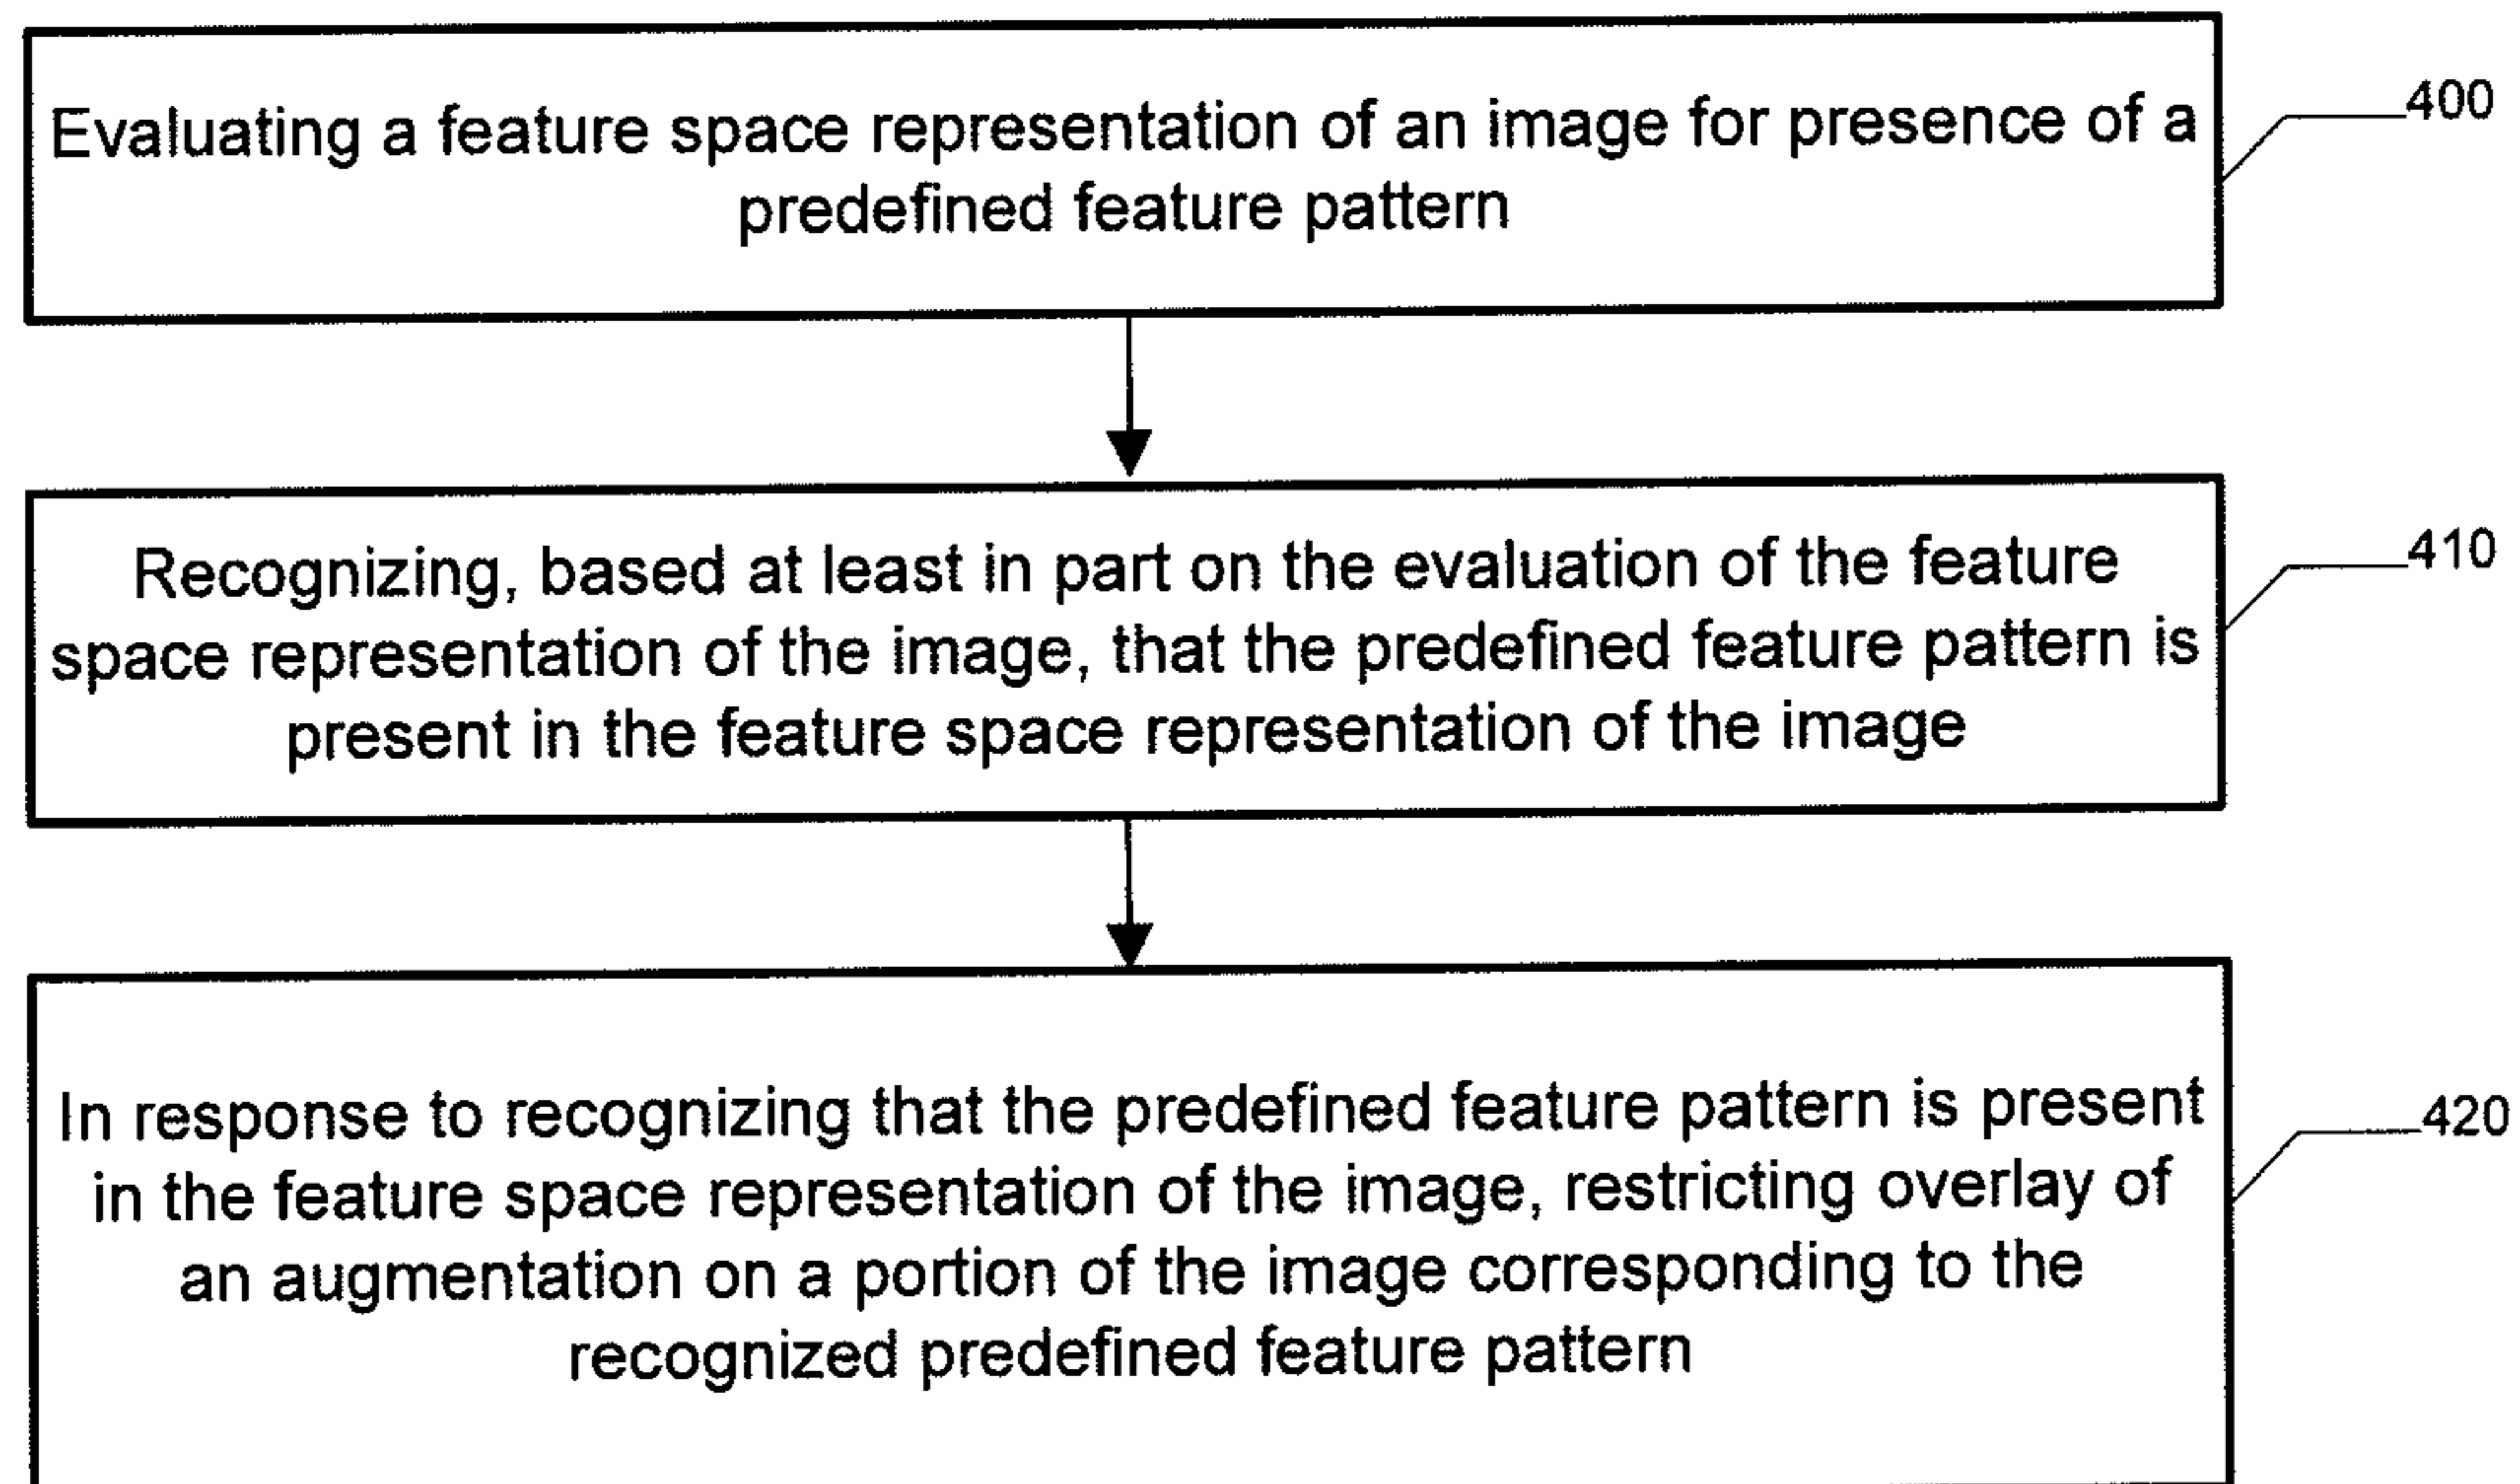 Evaluating a feature space representation of an image for presence of a
predefined feature pattern
400
Recognizing, based at least in part on the evaluation of the feature
space representation of the image, that the predefined feature pattern is
present in the feature space representation of the image
410
In response to recognizing that the predefined feature pattern is present
in the feature space representation of the image, restricting overlay of
an augmentation on a portion of the image corresponding to the
recognized predefined feature pattern
420